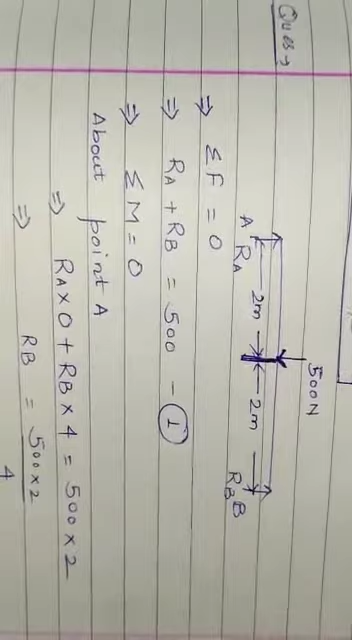 Ques →
500N
2m 2m
A B
RA RB
⇒ ΣF = 0
⇒ RA + RB = 500 - ①
⇒ ΣM = 0
About point A
⇒ RA×0 + RB × 4 = 500 × 2
⇒ RB = 500 × 2
4